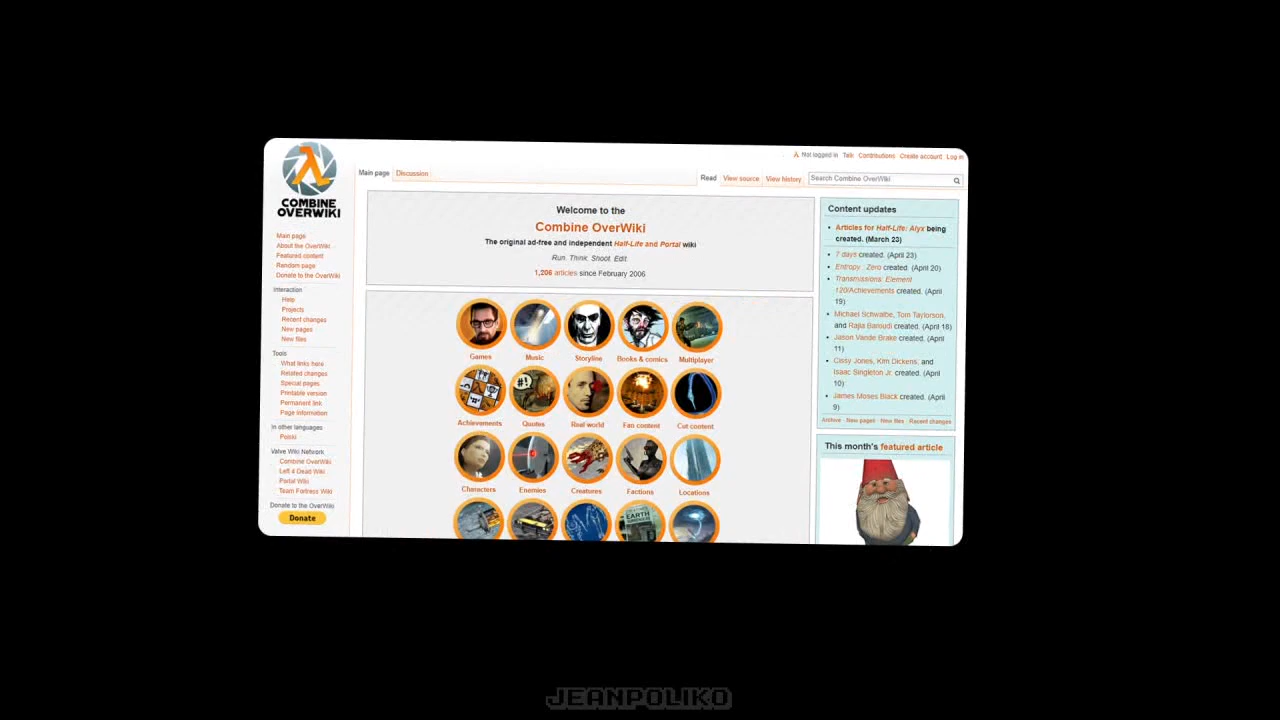 COMBINE
OVERWIKI
Main page
About the OverWiki
Featured content
Random page
Donate to the OverWiki
Interaction
Help
Projects
Recent changes
New pages
New files
Tools
What links here
Related changes
Special pages
Printable version
Permanent link
Page information
In other languages
Polski
Valve Wiki Network
Combine OverWiki
Left 4 Dead Wiki
Portal Wiki
Team Fortress Wiki
Donate to the OverWiki
Donate
Not logged in Talk Contributions Create account Log in
Main page Discussion
Read View source View history Search Combine OverWiki
Welcome to the
Combine OverWiki
The original ad-free and independent Half-Life and Portal wiki
Run. Think. Shoot. Edit.
1,206 articles since February 2006
Games Music Storyline Books & comics Multiplayer
#!
Achievements Quotes Real world Fan content Cut content
Characters Enemies Creatures Factions Locations
EARTH
SURRENDERS
Content updates
• Articles for Half-Life: Alyx being
created. (March 23)
• 7 days created. (April 23)
• Entropy : Zero created. (April 20)
• Transmissions: Element
120/Achievements created. (April
19)
• Michael Schwalbe, Tom Taylorson,
and Rajia Baroudi created. (April 18)
• Jason Vande Brake created. (April
11)
• Cissy Jones, Kim Dickens, and
Isaac Singleton Jr. created. (April
10)
• James Moses Black created. (April
9)
Archive · New pages · New files · Recent changes
This month's featured article
JEANPOLIKO